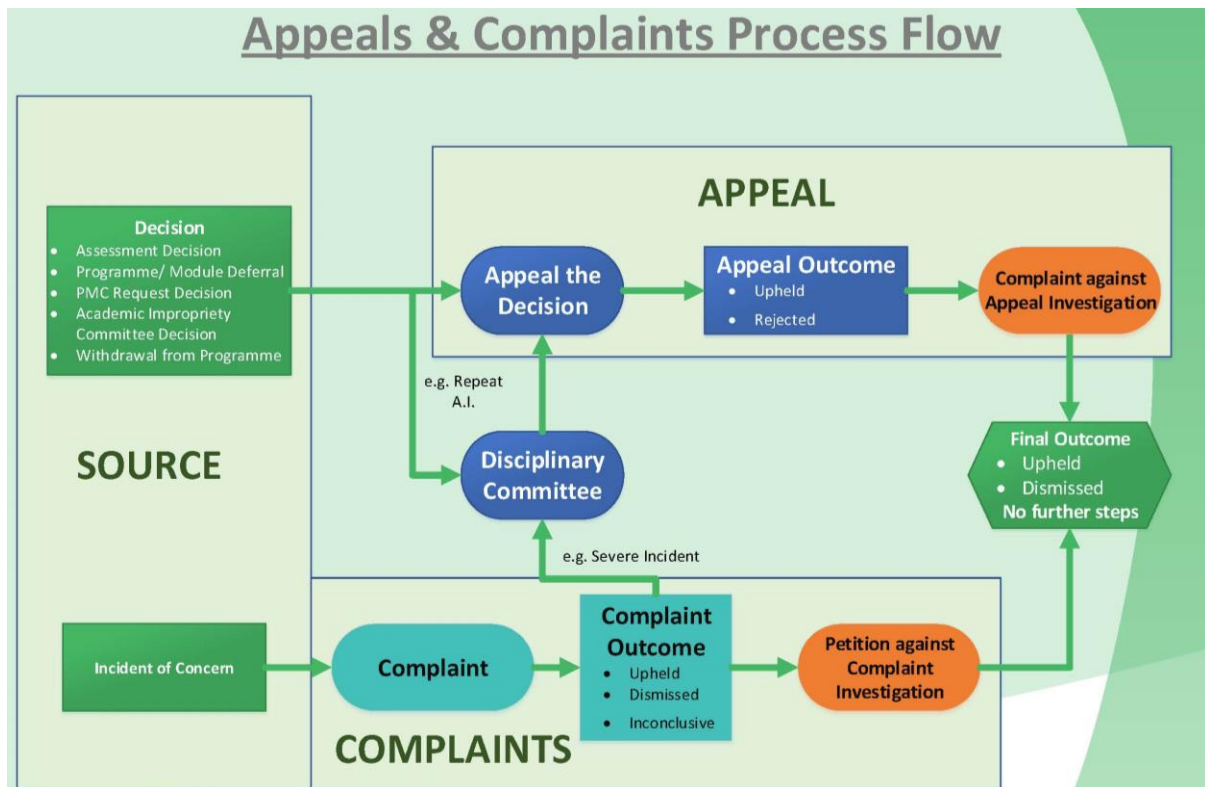 Appeals & Complaints Process Flow
APPEAL
Decision
• Assessment Decision
• Programme/ Module Deferral
• PMC Request Decision
• Academic Impropriety
Committee Decision
• Withdrawal from Programme
Appeal the
Decision
Appeal Outcome
• Upheld
• Rejected
Complaint against
Appeal Investigation
e.g. Repeat
A.I.
SOURCE
Disciplinary
Committee
Final Outcome
• Upheld
• Dismissed
No further steps
e.g. Severe Incident
Incident of Concern
Complaint
Complaint
Outcome
• Upheld
• Dismissed
• Inconclusive
Petition against
Complaint
Investigation
COMPLAINTS